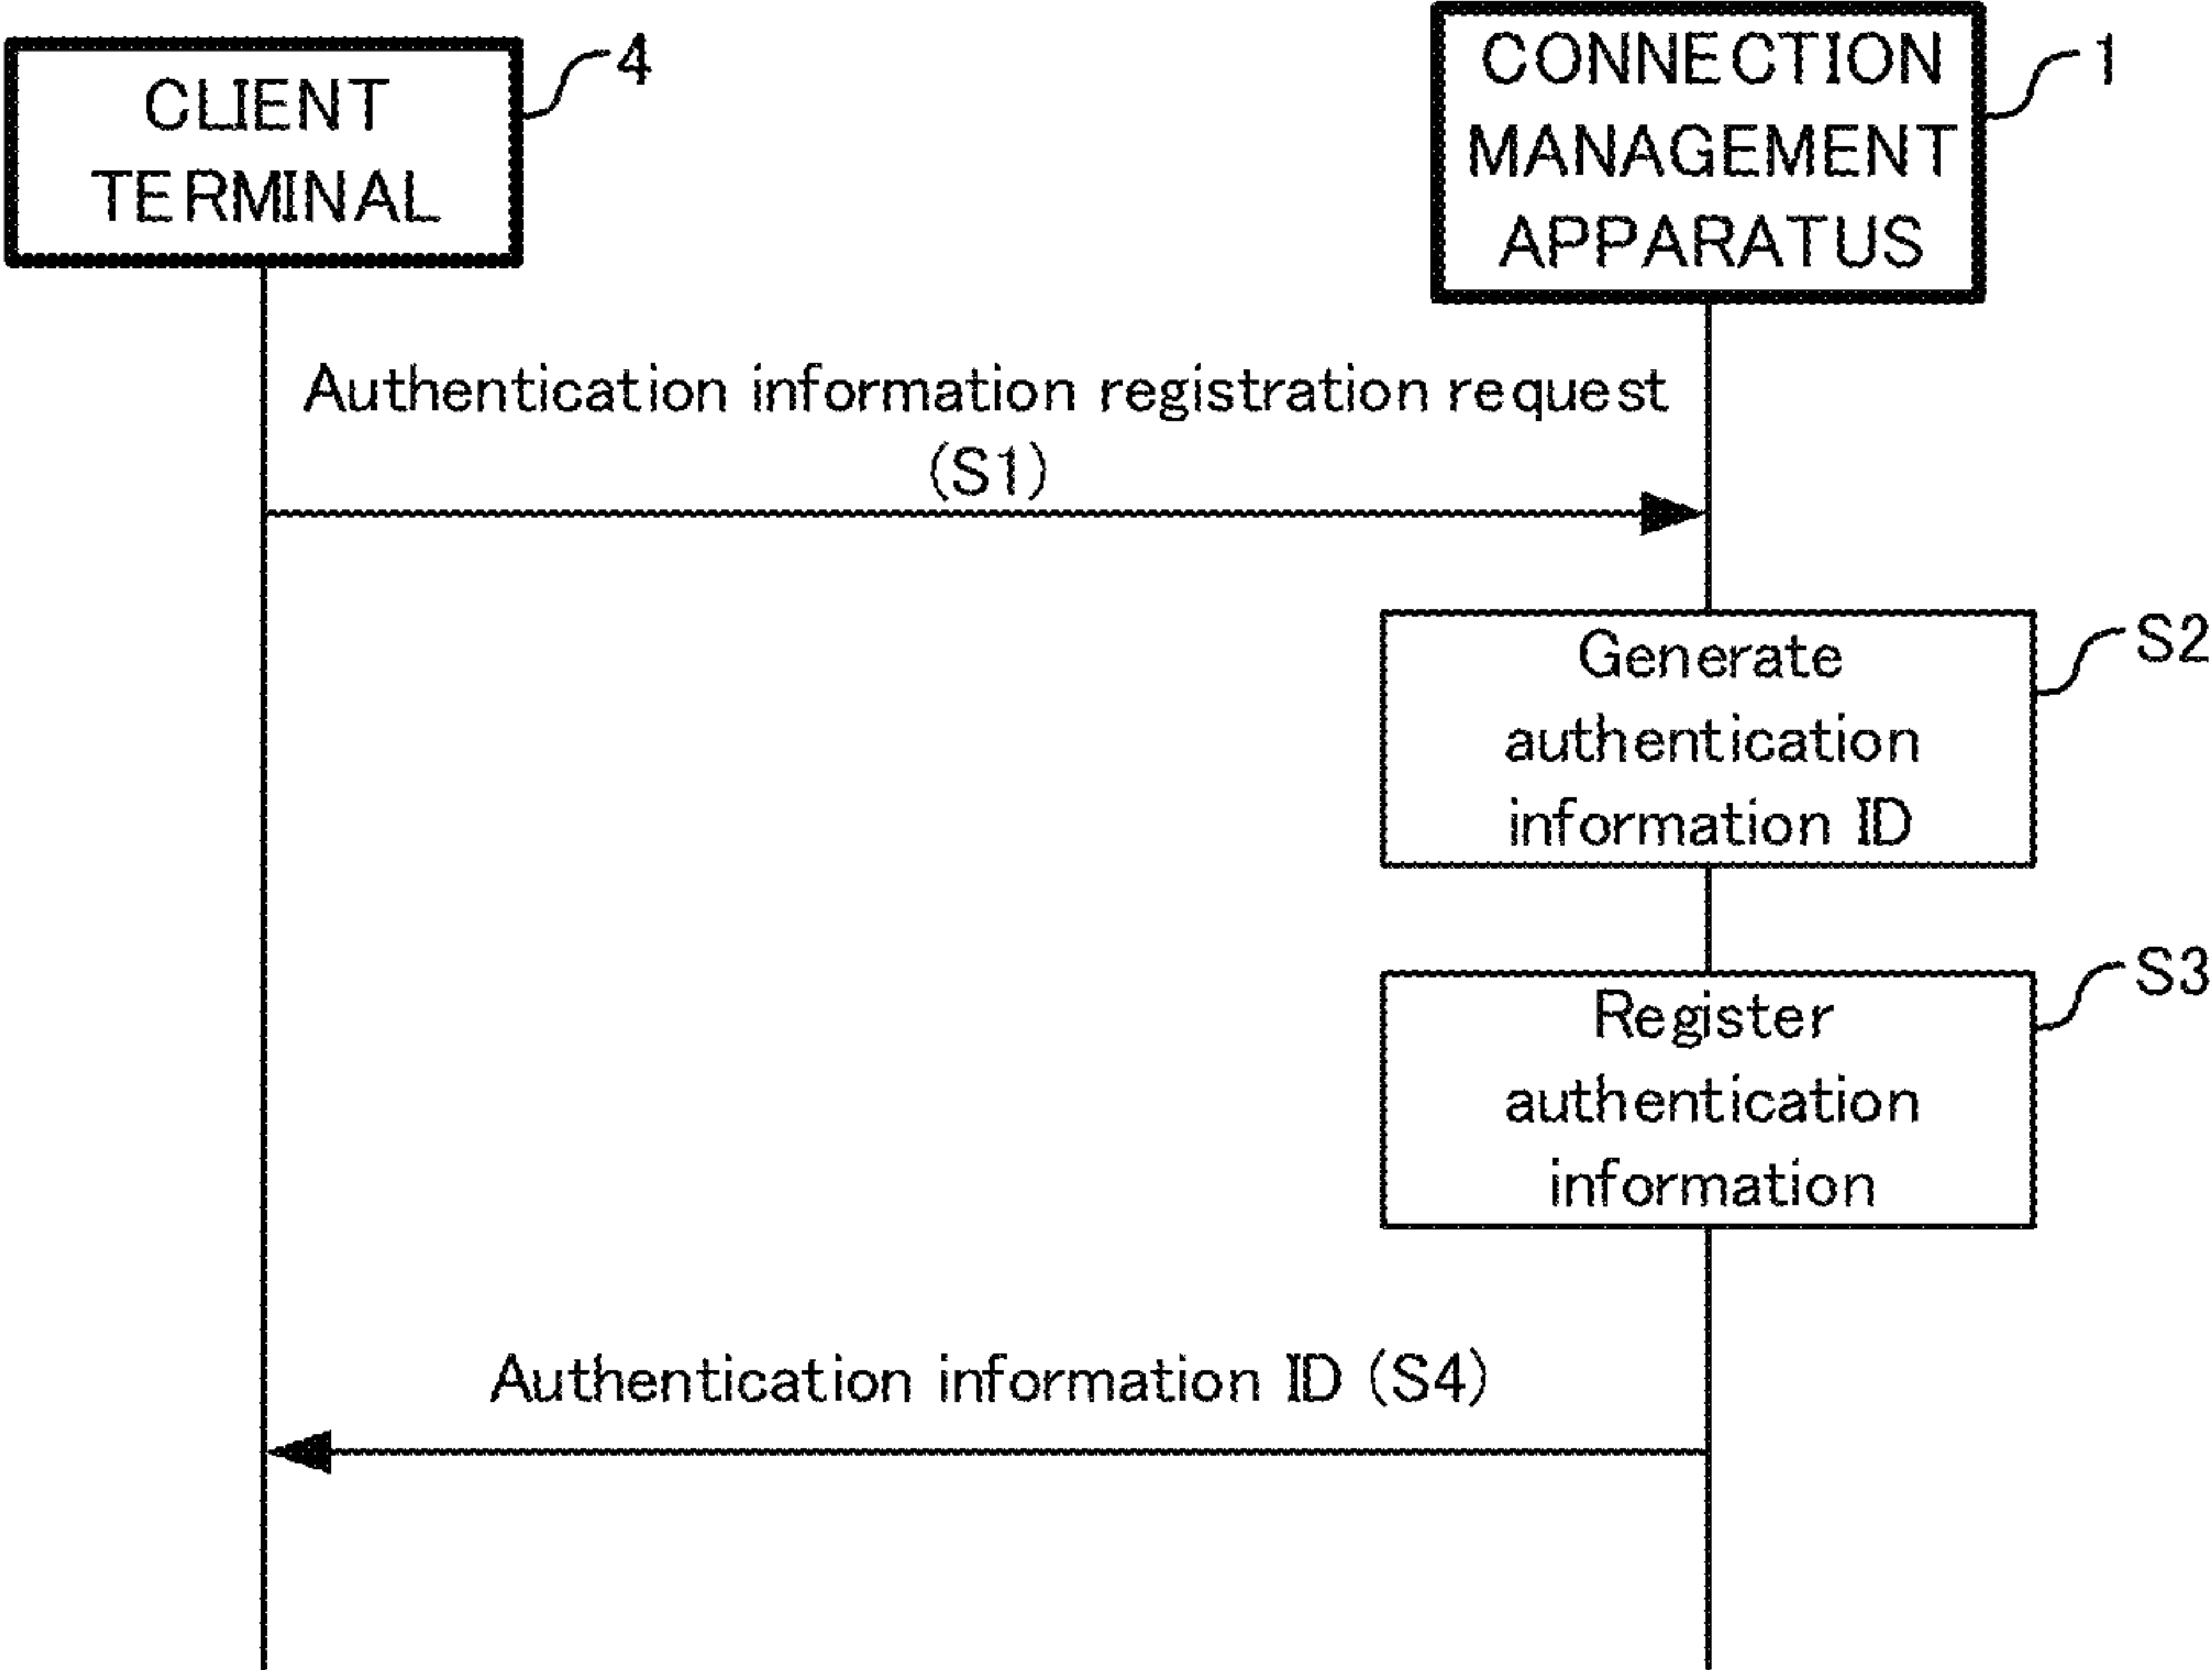 CLIENT
TERMINAL
4
CONNECTION
MANAGEMENT
APPARATUS
1
Authentication information registration request
(S1)
Generate
authentication
information ID
S2
Register
authentication
information
S3
Authentication information ID (S4)